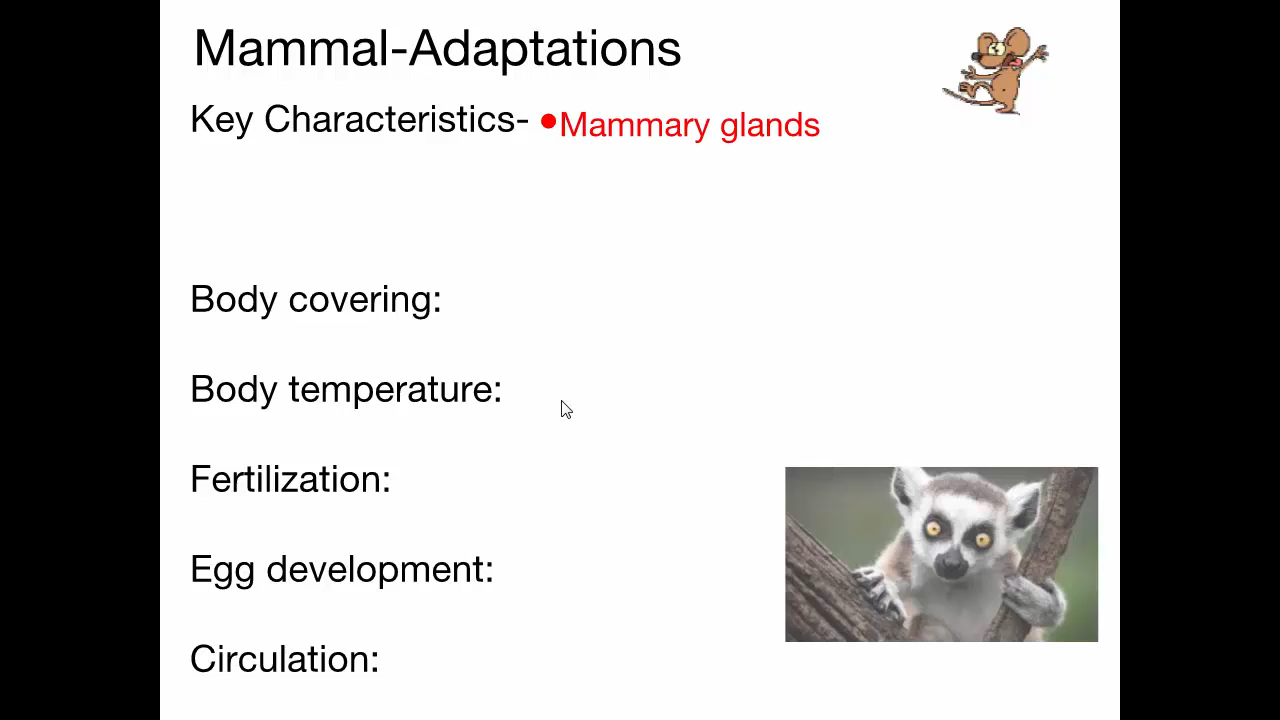 Mammal-Adaptations
Key Characteristics- •Mammary glands
Body covering:
Body temperature:
Fertilization:
Egg development:
Circulation: